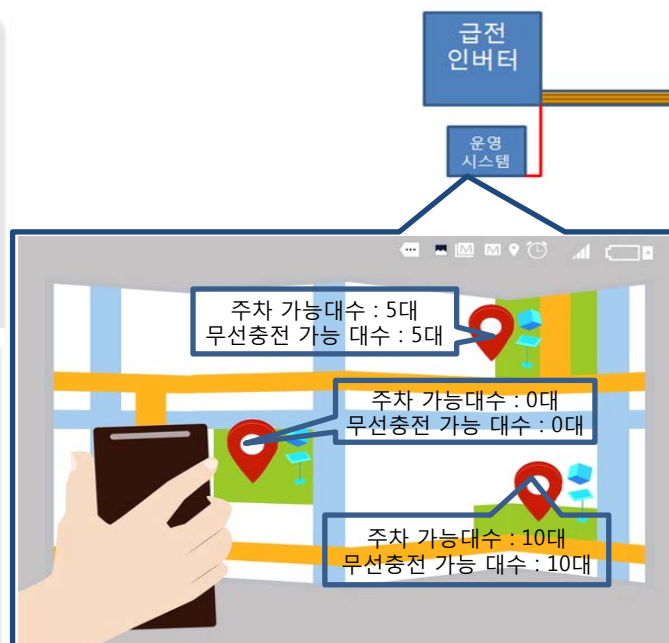 급전
인버터
운영
시스템
주차 가능대수 : 5대
무선충전 가능 대수 : 5대
주차 가능대수 : 0대
무선충전 가능 대수 : 0대
주차 가능대수 : 10대
무선충전 가능 대수 : 10대